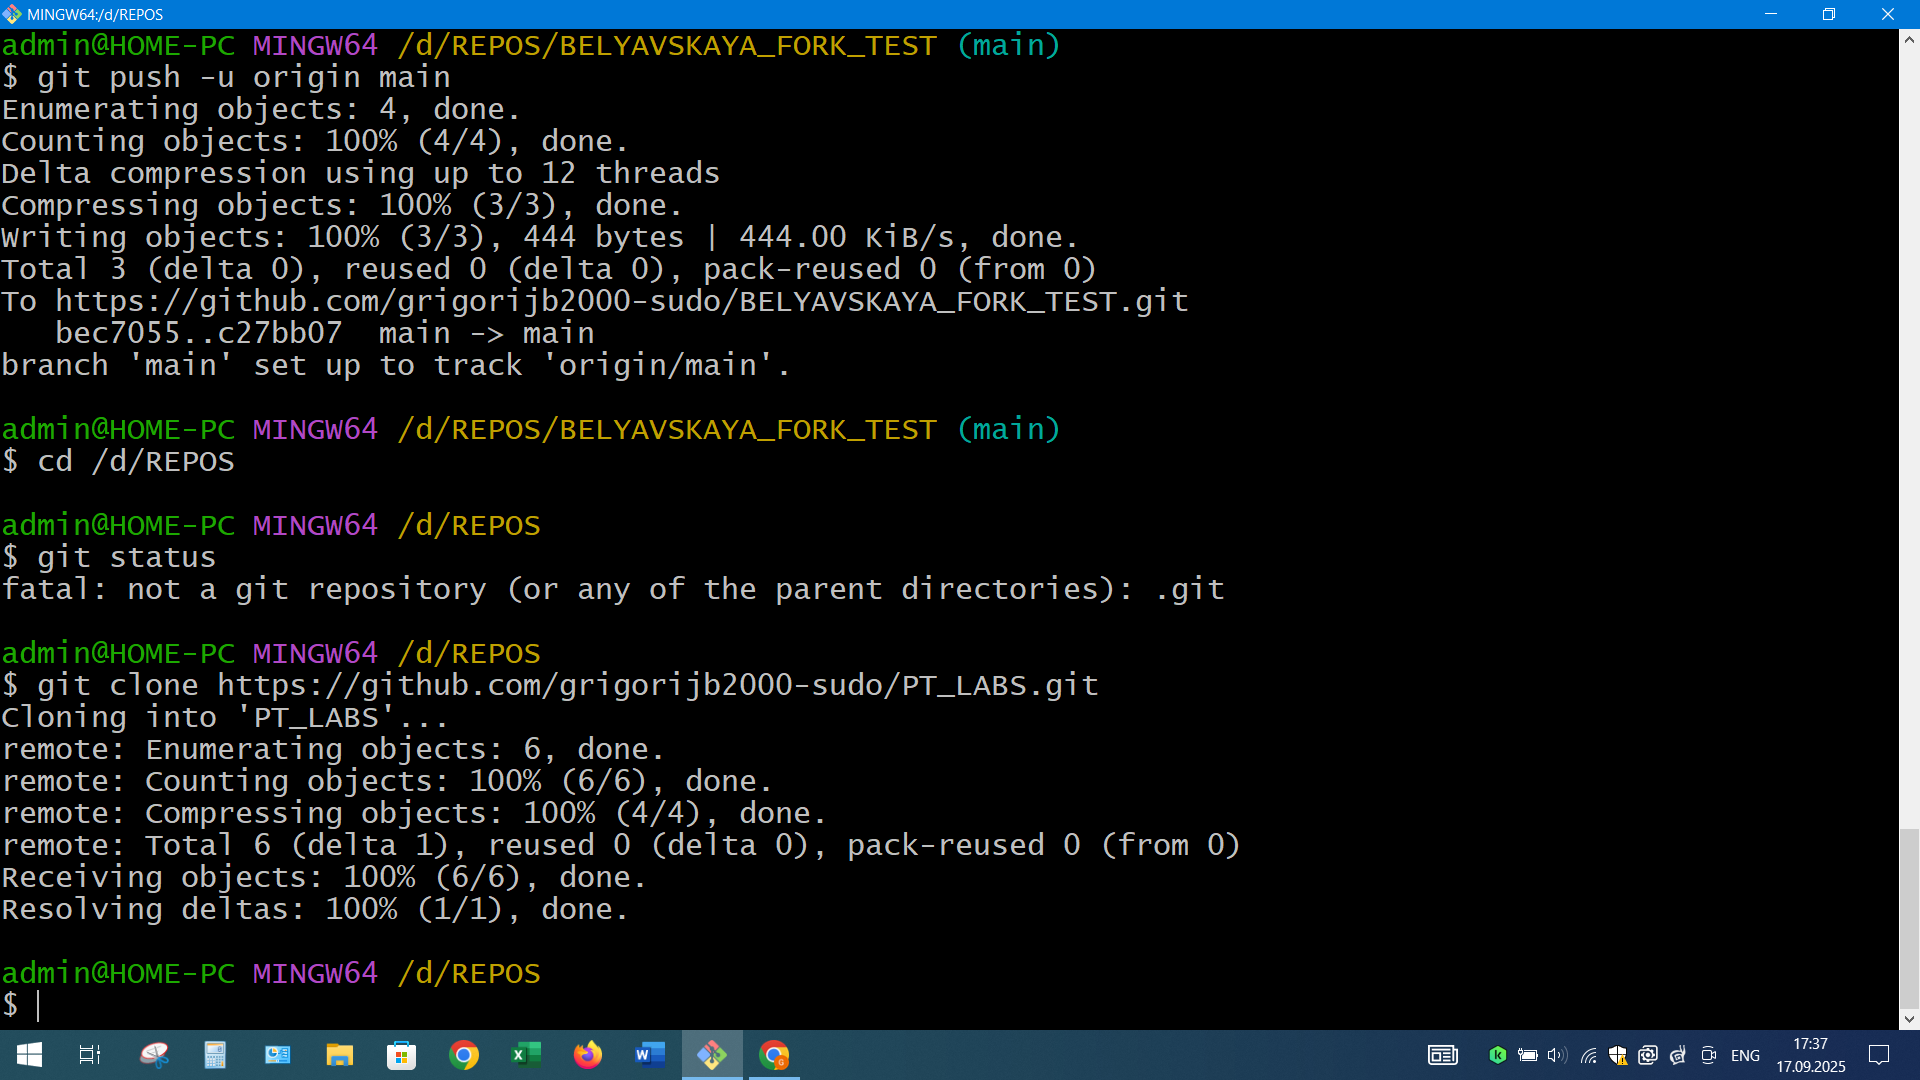 MINGW64:/d/REPOS
admin@HOME-PC MINGW64 /d/REPOS/BELYAVSKAYA_FORK_TEST (main)
$ git push -u origin main
Enumerating objects: 4, done.
Counting objects: 100% (4/4), done.
Delta compression using up to 12 threads
Compressing objects: 100% (3/3), done.
Writing objects: 100% (3/3), 444 bytes | 444.00 KiB/s, done.
Total 3 (delta 0), reused 0 (delta 0), pack-reused 0 (from 0)
To https://github.com/grigorijb2000-sudo/BELYAVSKAYA_FORK_TEST.git
   bec7055..c27bb07  main -> main
branch 'main' set up to track 'origin/main'.
admin@HOME-PC MINGW64 /d/REPOS/BELYAVSKAYA_FORK_TEST (main)
$ cd /d/REPOS
admin@HOME-PC MINGW64 /d/REPOS
$ git status
fatal: not a git repository (or any of the parent directories): .git
admin@HOME-PC MINGW64 /d/REPOS
$ git clone https://github.com/grigorijb2000-sudo/PT_LABS.git
Cloning into 'PT_LABS'...
remote: Enumerating objects: 6, done.
remote: Counting objects: 100% (6/6), done.
remote: Compressing objects: 100% (4/4), done.
remote: Total 6 (delta 1), reused 0 (delta 0), pack-reused 0 (from 0)
Receiving objects: 100% (6/6), done.
Resolving deltas: 100% (1/1), done.
admin@HOME-PC MINGW64 /d/REPOS
$
ENG
17:37
17.09.2025